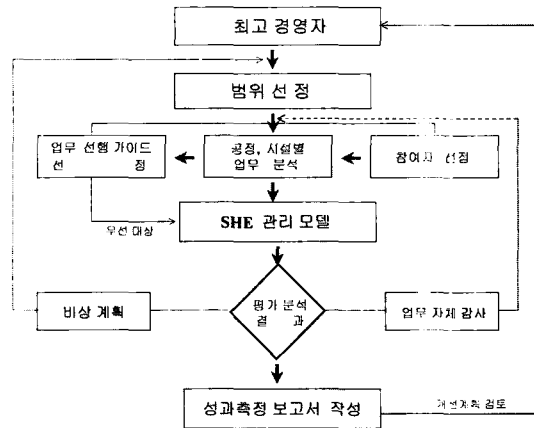 최고 경영자
범위 선 정
업무 선행 가이드
선 정
공정, 시설별
업무 분석
참여자 선정
우선 대상
SHE 관리 모델
비상 계획
평가 분석
결 과
업무 자체 감사
성과측정 보고서 작성
개선계획 검토